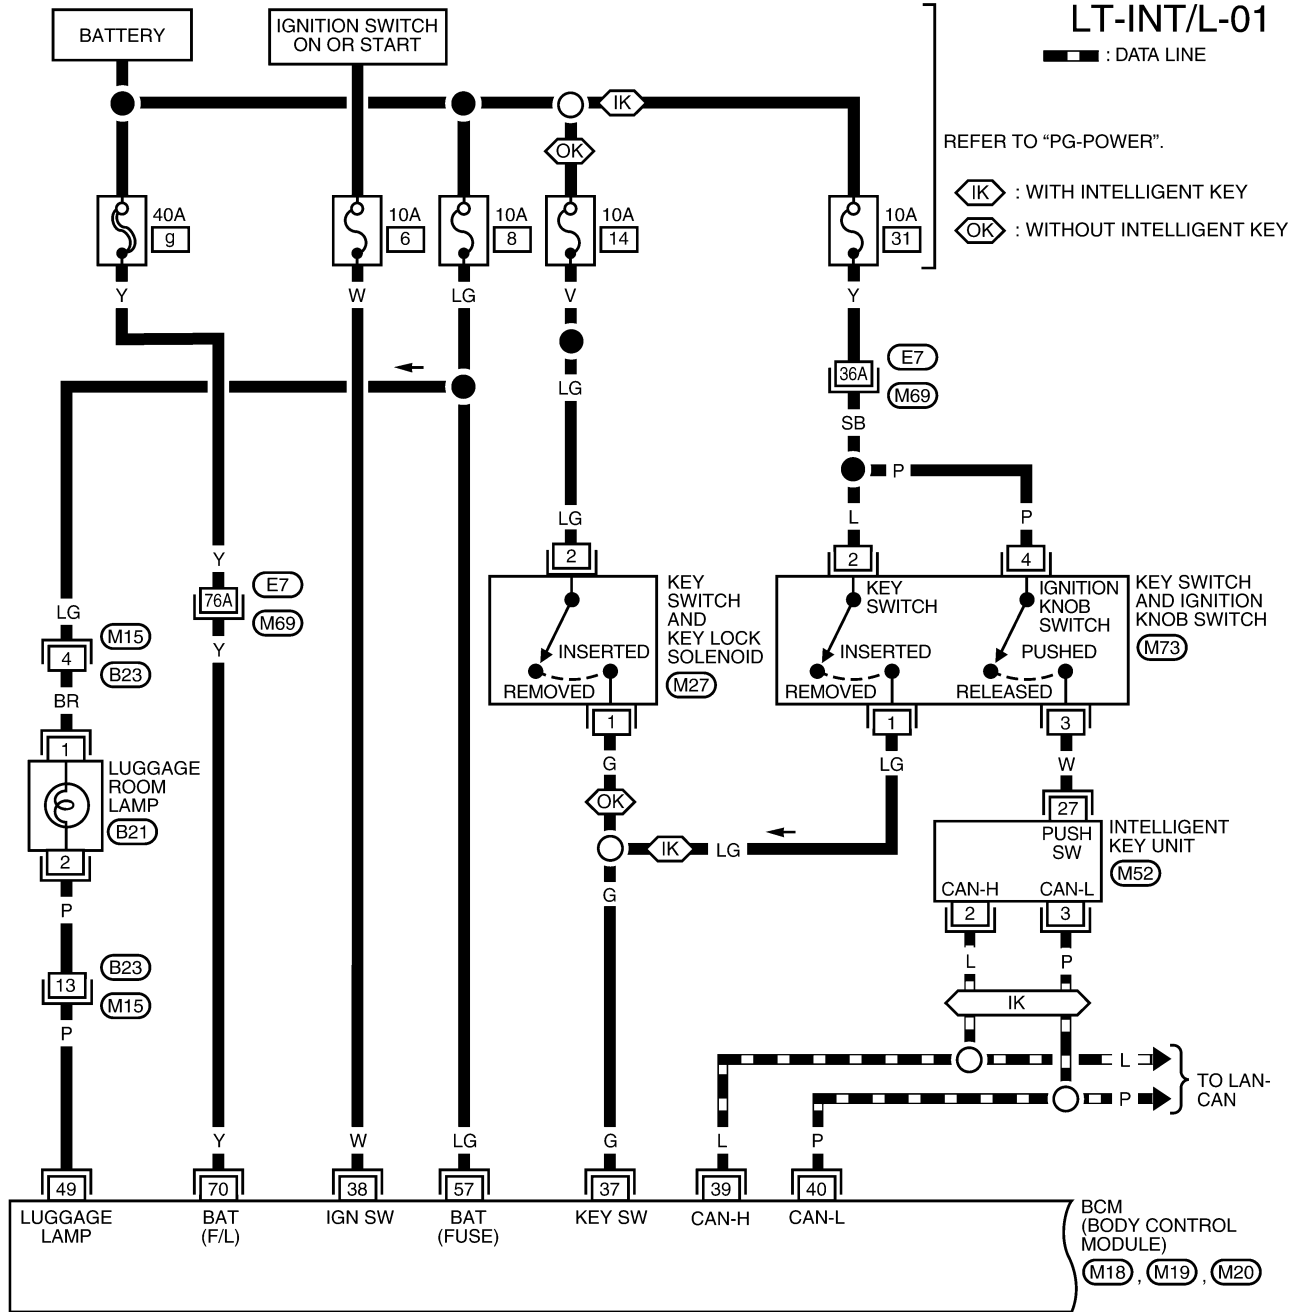 LT-INT/L-01
: DATA LINE
BATTERY
IGNITION SWITCH
ON OR START
IK
OK
REFER TO “PG-POWER”.
IK : WITH INTELLIGENT KEY
OK : WITHOUT INTELLIGENT KEY
40A
g
10A
6
10A
8
10A
14
10A
31
Y
W
LG
V
Y
LG
36A
E7
M69
SB
P
LG
L
P
2
2
4
Y
76A
E7
M69
Y
LG
4
M15
B23
BR
1
LUGGAGE
ROOM
LAMP
B21
2
P
13
B23
M15
P
KEY
SWITCH
AND
KEY LOCK
SOLENOID
M27
INSERTED
REMOVED
1
G
OK
IK
LG
G
KEY
SWITCH
INSERTED
REMOVED
IGNITION
KNOB
SWITCH
PUSHED
RELEASED
KEY SWITCH
AND IGNITION
KNOB SWITCH
M73
1
3
LG
W
27
PUSH
SW
INTELLIGENT
KEY UNIT
M52
CAN-H
CAN-L
2
3
L
P
IK
L
P
TO LAN-
CAN
Y
W
LG
G
L
P
49
70
38
57
37
39
40
LUGGAGE
LAMP
BAT
(F/L)
IGN SW
BAT
(FUSE)
KEY SW
CAN-H
CAN-L
BCM
(BODY CONTROL
MODULE)
M18 , M19 , M20